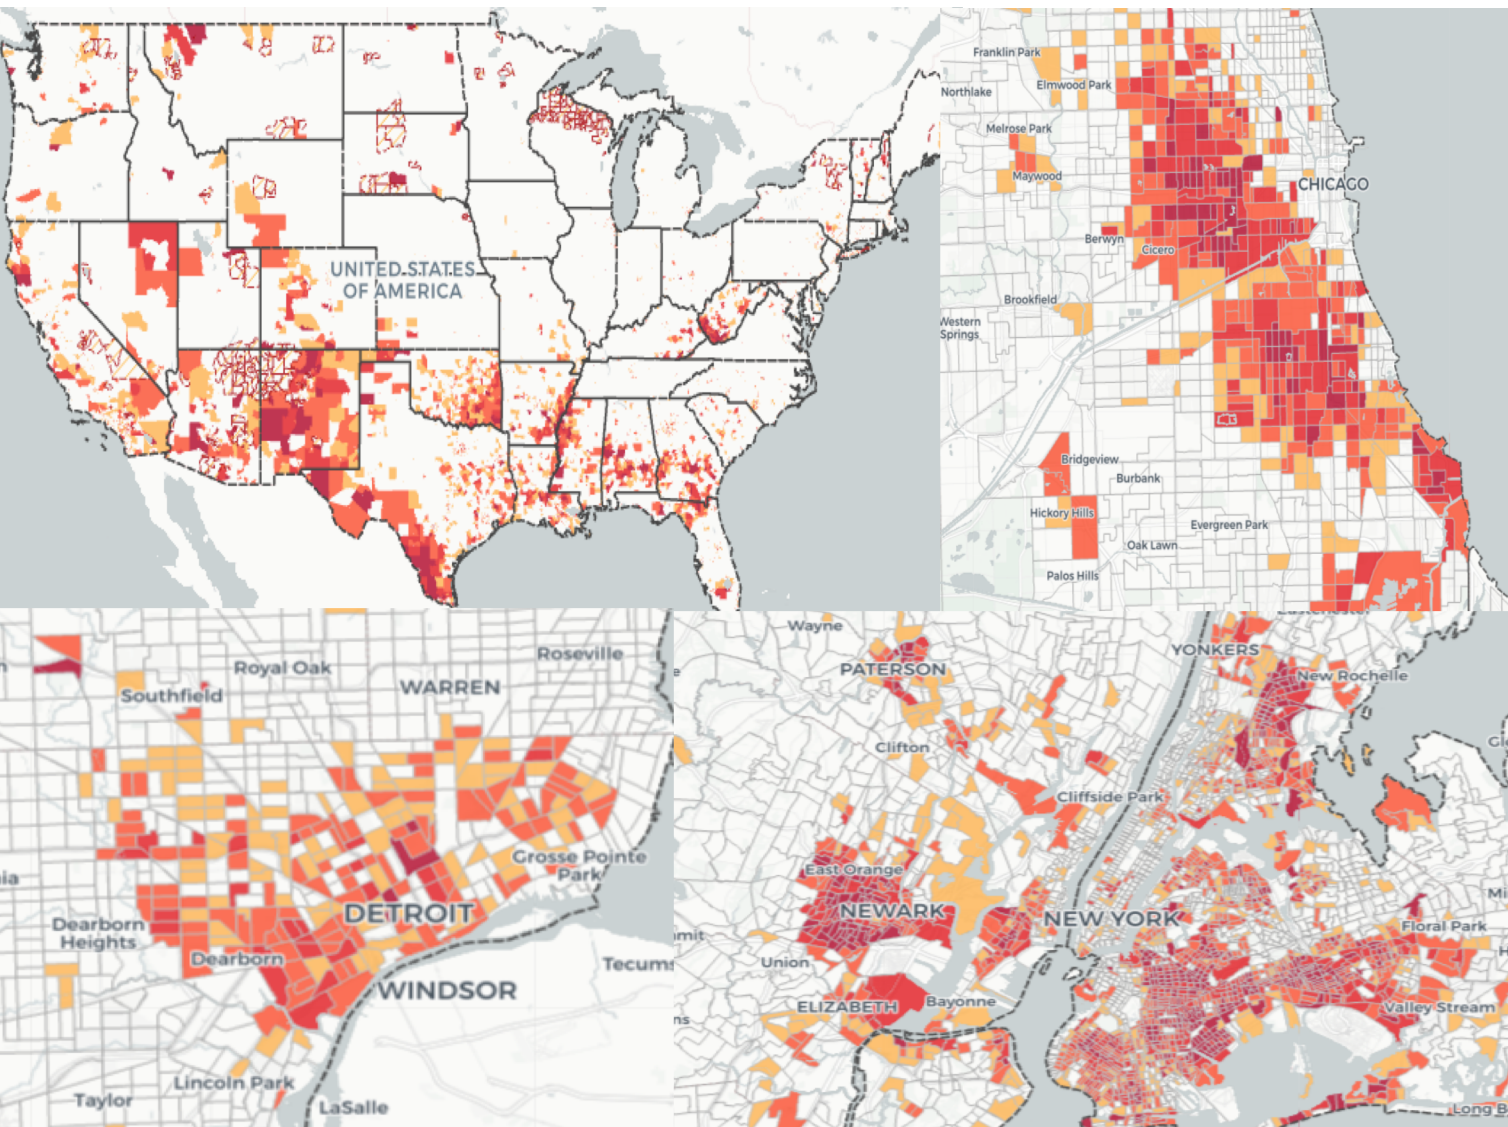 UNITED STATES
OF AMERICA
Franklin Park
Northlake
Elmwood Park
Melrose Park
Maywood
CHICAGO
Berwyn
Cicero
Brookfield
Western
Springs
Bridgeview
Burbank
Hickory Hills
Evergreen Park
Oak Lawn
Palos Hills
Royal Oak
Roseville
Southfield
WARREN
Grosse Pointe
Park
DETROIT
Dearborn
Heights
Dearborn
WINDSOR
Tecums
Lincoln Park
Taylor
LaSalle
Wayne
YONKERS
PATERSON
New Rochelle
Clifton
Cliffside Park
East Orange
NEWARK
NEW YORK
Floral Park
Union
ELIZABETH
Bayonne
Valley Stream
Long B